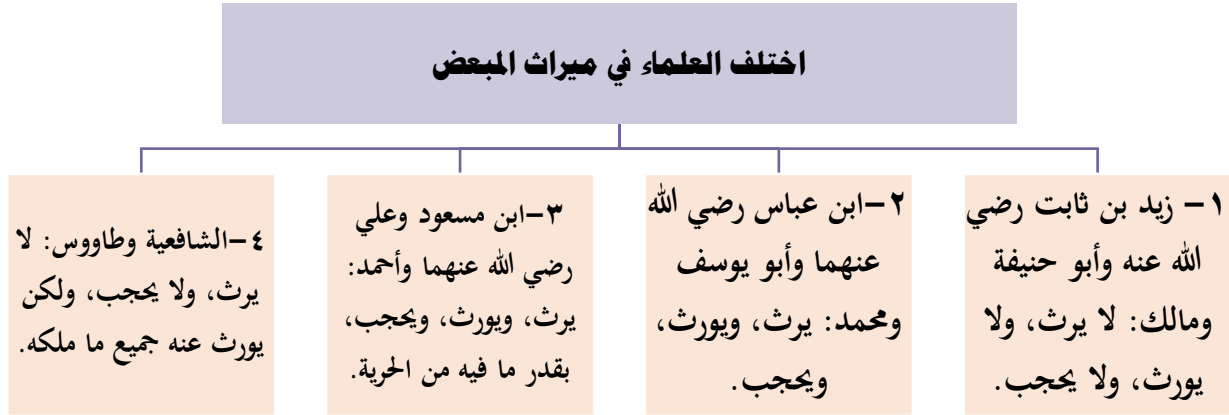 اختلف العلماء في ميراث المبعض
١– زيد بن ثابت رضي
الله عنه وأبو حنيفة
ومالك: لا يرث، ولا
يورث، ولا يحجب.
٢–ابن عباس رضي الله
عنهما وأبو يوسف
ومحمد: يرث، ويورث،
ويحجب.
٣–ابن مسعود وعلي
رضي الله عنهما وأحمد:
يرث، ويورث، ويحجب،
بقدر ما فيه من الحرية.
٤–الشافعية وطاووس: لا
يرث، ولا يحجب، ولكن
يورث عنه جميع ما ملكه.